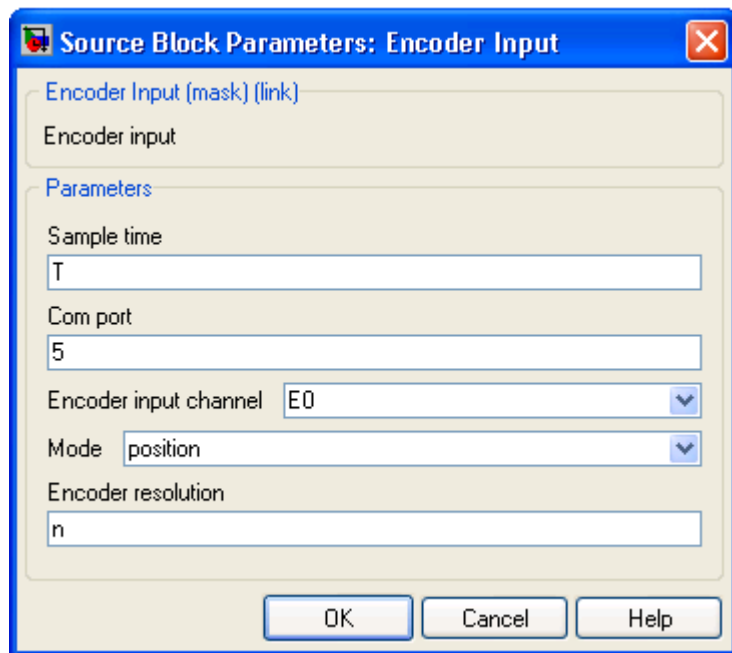 Source Block Parameters: Encoder Input
Encoder Input (mask) (link)
Encoder input
Parameters
Sample time
T
Com port
5
Encoder input channel E0
Mode position
Encoder resolution
n
OK Cancel Help